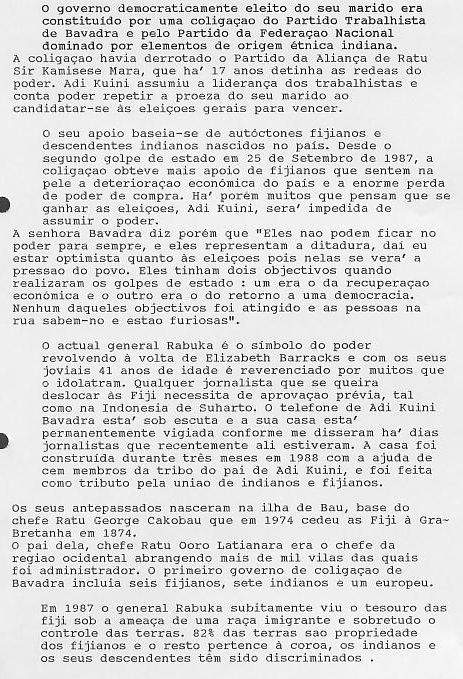 O governo democraticamente eleito do seu marido era
constituído por uma coligaçao do Partido Trabalhista
de Bavadra e pelo Partido da Federaçao Nacional
dominado por elementos de origem étnica indiana.
A coligaçao havia derrotado o Partido da Aliança de Ratu
Sir Kamisese Mara, que ha' 17 anos detinha as redeas do
poder. Adi Kuini assumiu a liderança dos trabalhistas e
conta poder repetir a proeza do seu marido ao
candidatar-se às eleiçoes gerais para vencer.
O seu apoio baseia-se de autóctones fijianos e
descendentes indianos nascidos no país. Desde o
segundo golpe de estado em 25 de Setembro de 1987, a
coligaçao obteve mais apoio de fijianos que sentem na
pele a deterioraçao económica do país e a enorme perda
de poder de compra. Ha' porém muitos que pensam que se
ganhar as eleiçoes, Adi Kuini, sera' impedida de
assumir o poder.
A senhora Bavadra diz porém que "Eles nao podem ficar no
poder para sempre, e eles representam a ditadura, daí eu
estar optimista quanto às eleiçoes pois nelas se vera' a
pressao do povo. Eles tinham dois objectivos quando
realizaram os golpes de estado : um era o da recuperaçao
económica e o outro era o do retorno a uma democracia.
Nenhum daqueles objectivos foi atingido e as pessoas na
rua sabem-no e estao furiosas".
O actual general Rabuka é o símbolo do poder
revolvendo à volta de Elizabeth Barracks e com os seus
joviais 41 anos de idade é reverenciado por muitos que
o idolatram. Qualquer jornalista que se queira
deslocar às Fiji necessita de aprovaçao prévia, tal
como na Indonesia de Suharto. O telefone de Adi Kuini
Bavadra esta' sob escuta e a sua casa esta'
permanentemente vigiada conforme me disseram ha' dias
jornalistas que recentemente ali estiveram. A casa foi
construída durante três meses em 1988 com a ajuda de
cem membros da tribo do pai de Adi Kuini, e foi feita
como tributo pela uniao de indianos e fijianos.
Os seus antepassados nasceram na ilha de Bau, base do
chefe Ratu George Cakobau que em 1974 cedeu as Fiji à Gra-
Bretanha em 1874.
O pai dela, chefe Ratu Ooro Latianara era o chefe da
regiao ocidental abrangendo mais de mil vilas das quais
foi administrador. O primeiro governo de coligaçao de
Bavadra incluía seis fijianos, sete indianos e um europeu.
Em 1987 o general Rabuka subitamente viu o tesouro das
fiji sob a ameaça de uma raça imigrante e sobretudo o
controle das terras. 82% das terras sao propriedade
dos fijianos e o resto pertence à coroa, os indianos e
os seus descendentes têm sido discriminados .